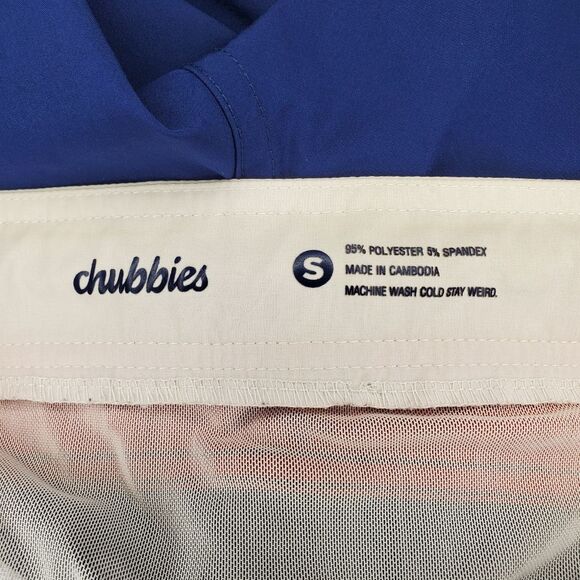 chubbies
S
95% POLYESTER 5% SPANDEX
MADE IN CAMBODIA
MACHINE WASH COLD STAY WEIRD.